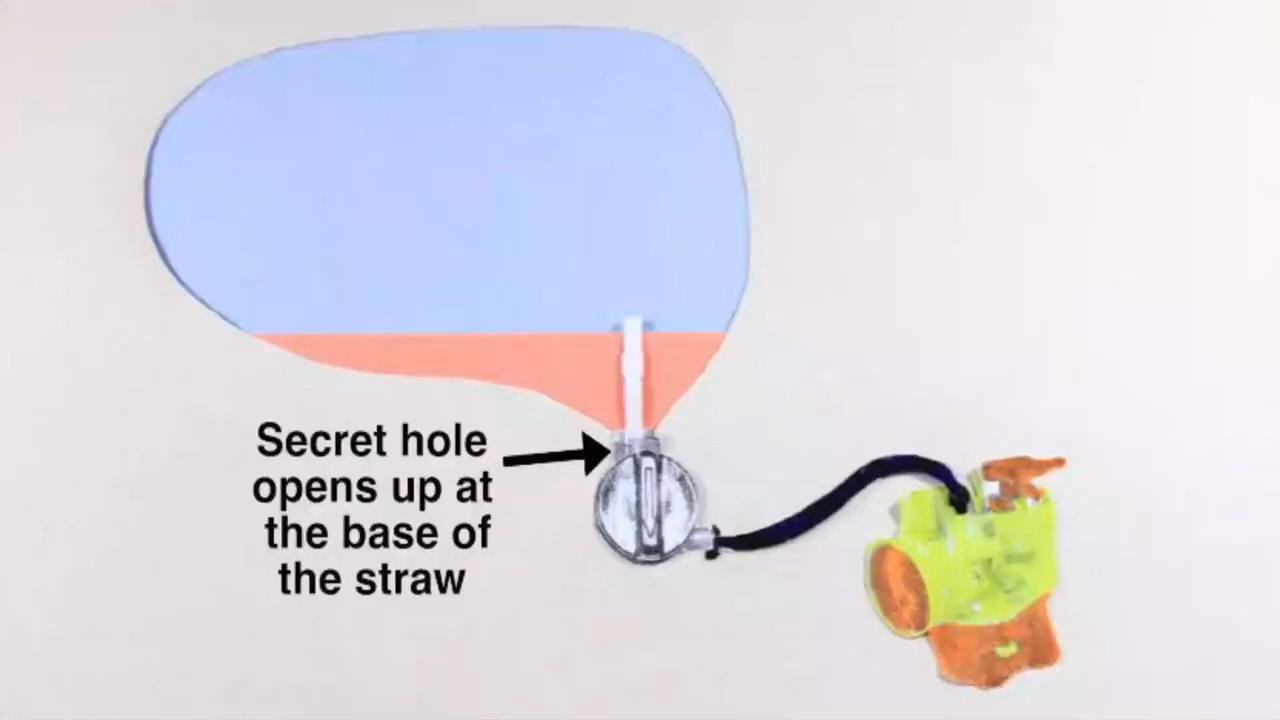 Secret hole
opens up at
the base of
the straw